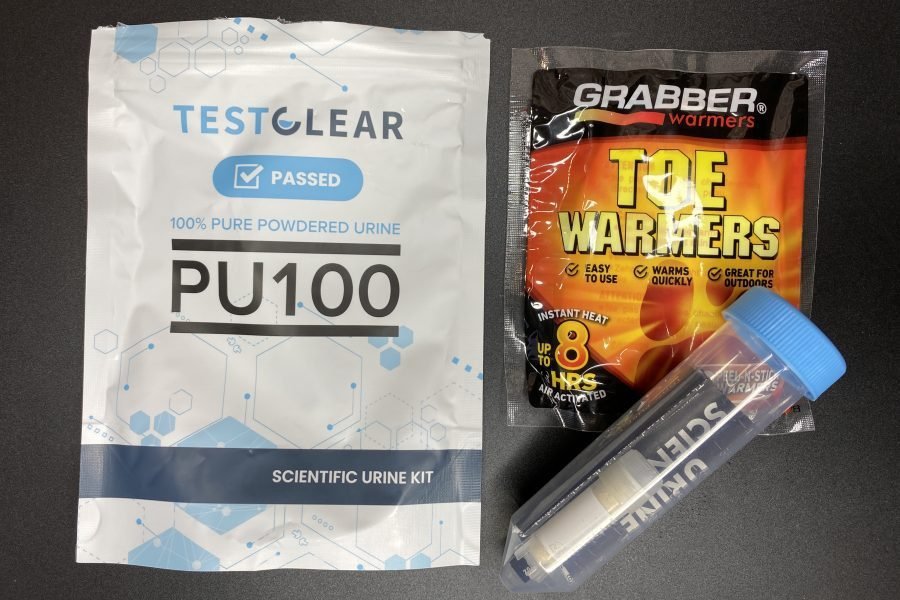 TESTCLEAR
PASSED
100% PURE POWDERED URINE
PU100
SCIENTIFIC URINE KIT
GRABBER®
warmers
TOE
WARMERS
EASY
TO USE
WARMS
QUICKLY
GREAT FOR
OUTDOORS
INSTANT HEAT
UP TO
8
HRS
AIR ACTIVATED
WARMERS
URINE